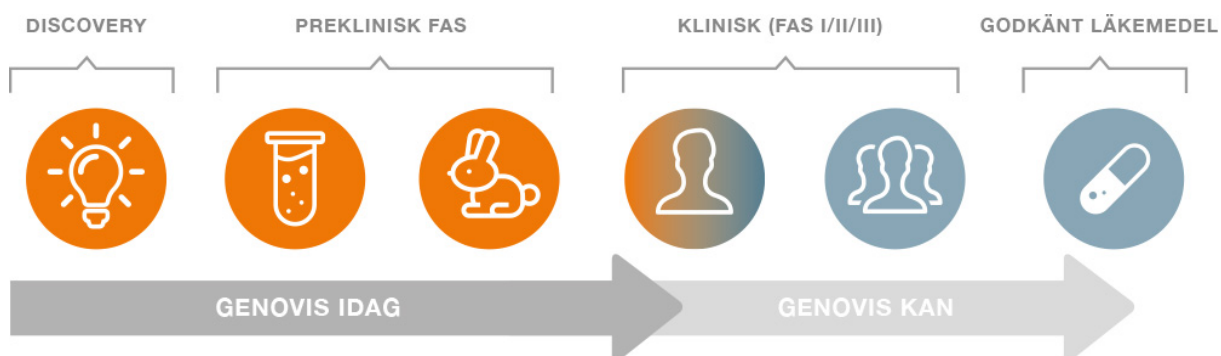 DISCOVERY
PREKLINISK FAS
KLINISK (FAS I/II/III)
GODKÄNT LÄKEMEDEL
GENOVIS IDAG
GENOVIS KAN